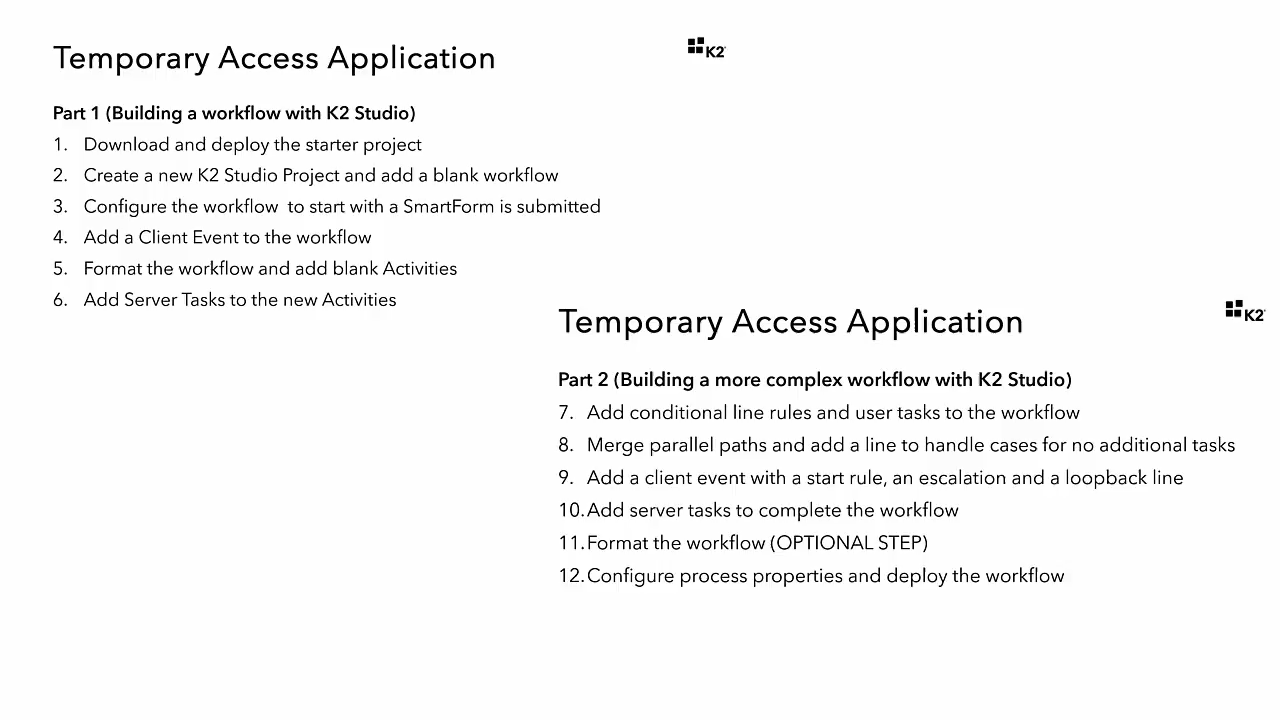 Temporary Access Application
K2
Part 1 (Building a workflow with K2 Studio)
1. Download and deploy the starter project
2. Create a new K2 Studio Project and add a blank workflow
3. Configure the workflow  to start with a SmartForm is submitted
4. Add a Client Event to the workflow
5. Format the workflow and add blank Activities
6. Add Server Tasks to the new Activities
Temporary Access Application
K2
Part 2 (Building a more complex workflow with K2 Studio)
7. Add conditional line rules and user tasks to the workflow
8. Merge parallel paths and add a line to handle cases for no additional tasks
9. Add a client event with a start rule, an escalation and a loopback line
10.Add server tasks to complete the workflow
11.Format the workflow (OPTIONAL STEP)
12.Configure process properties and deploy the workflow